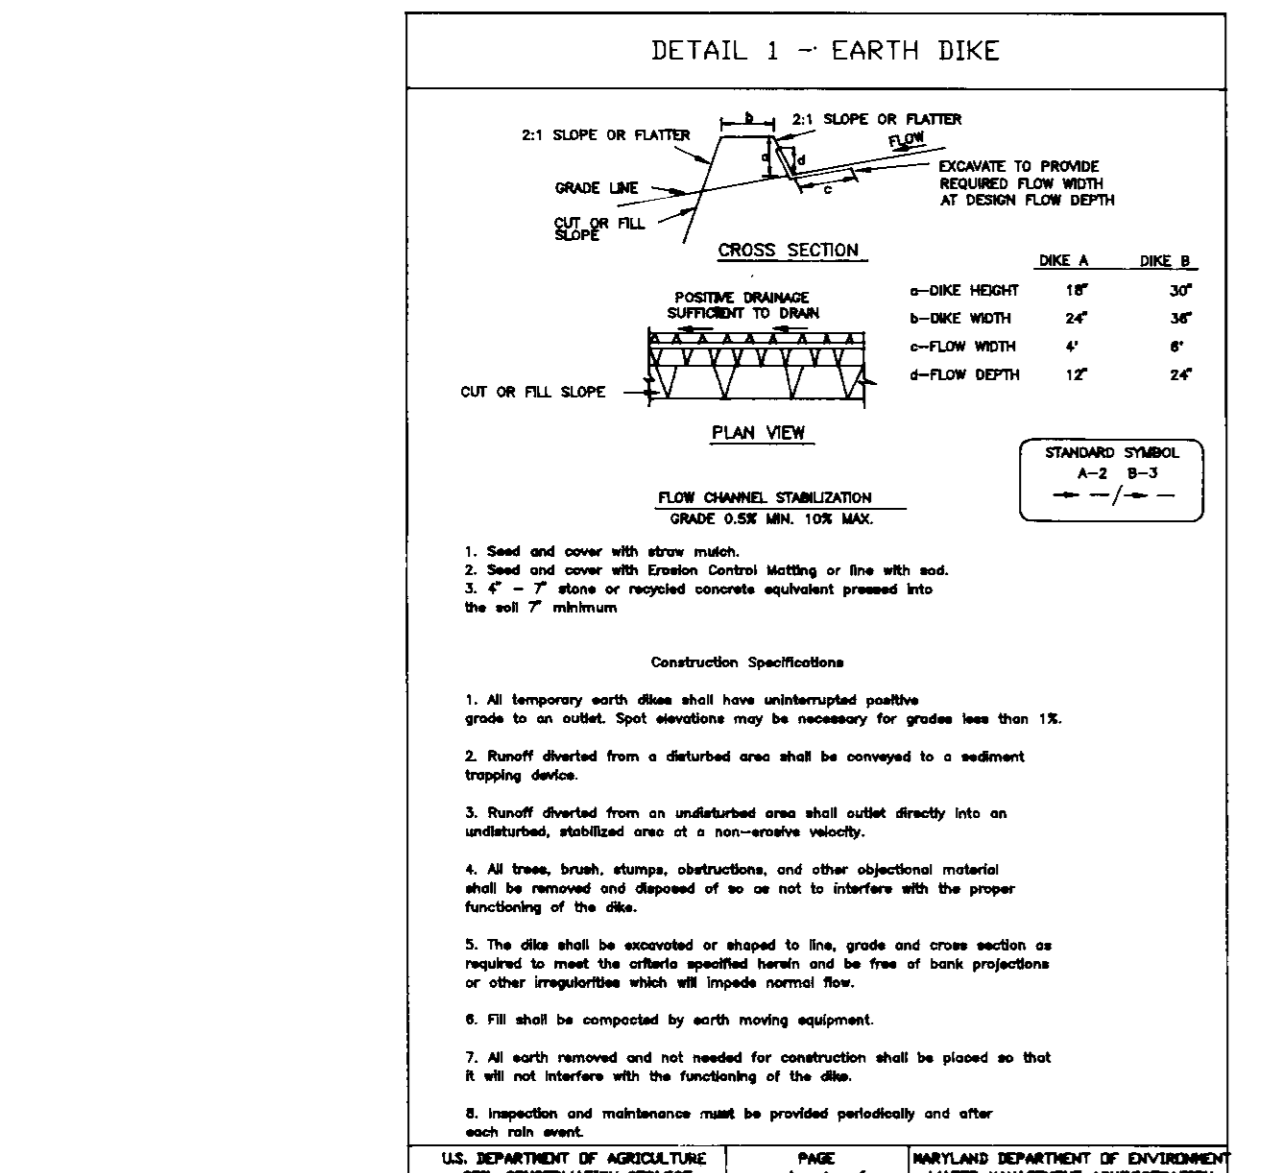 DETAIL 1 - EARTH DIKE
b
2:1 SLOPE OR FLATTER
2:1 SLOPE OR FLATTER
FLOW
a
d
EXCAVATE TO PROVIDE
REQUIRED FLOW WIDTH
AT DESIGN FLOW DEPTH
GRADE LINE
c
CUT OR FILL
SLOPE
CROSS SECTION
DIKE A DIKE B
a-DIKE HEIGHT 18" 30"
b-DIKE WIDTH 24" 36"
c-FLOW WIDTH 4' 6'
d-FLOW DEPTH 12" 24"
POSITIVE DRAINAGE
SUFFICIENT TO DRAIN
CUT OR FILL SLOPE
PLAN VIEW
STANDARD SYMBOL
A-2 B-3
FLOW CHANNEL STABILIZATION
GRADE 0.5% MIN. 10% MAX.
1. Seed and cover with straw mulch.
2. Seed and cover with Erosion Control Matting or line with sod.
3. 4" - 7" stone or recycled concrete equivalent pressed into
the soil 7" minimum
Construction Specifications
1. All temporary earth dikes shall have uninterrupted positive
grade to an outlet. Spot elevations may be necessary for grades less than 1%.
2. Runoff diverted from a disturbed area shall be conveyed to a sediment
trapping device.
3. Runoff diverted from an undisturbed area shall outlet directly into an
undisturbed, stabilized area at a non-erosive velocity.
4. All trees, brush, stumps, obstructions, and other objectional material
shall be removed and disposed of so as not to interfere with the proper
functioning of the dike.
5. The dike shall be excavated or shaped to line, grade and cross section as
required to meet the criteria specified herein and be free of bank projections
or other irregularities which will impede normal flow.
6. Fill shall be compacted by earth moving equipment.
7. All earth removed and not needed for construction shall be placed so that
it will not interfere with the functioning of the dike.
8. Inspection and maintenance must be provided periodically and after
each rain event.
U.S. DEPARTMENT OF AGRICULTURE
PAGE
MARYLAND DEPARTMENT OF ENVIRONMENT